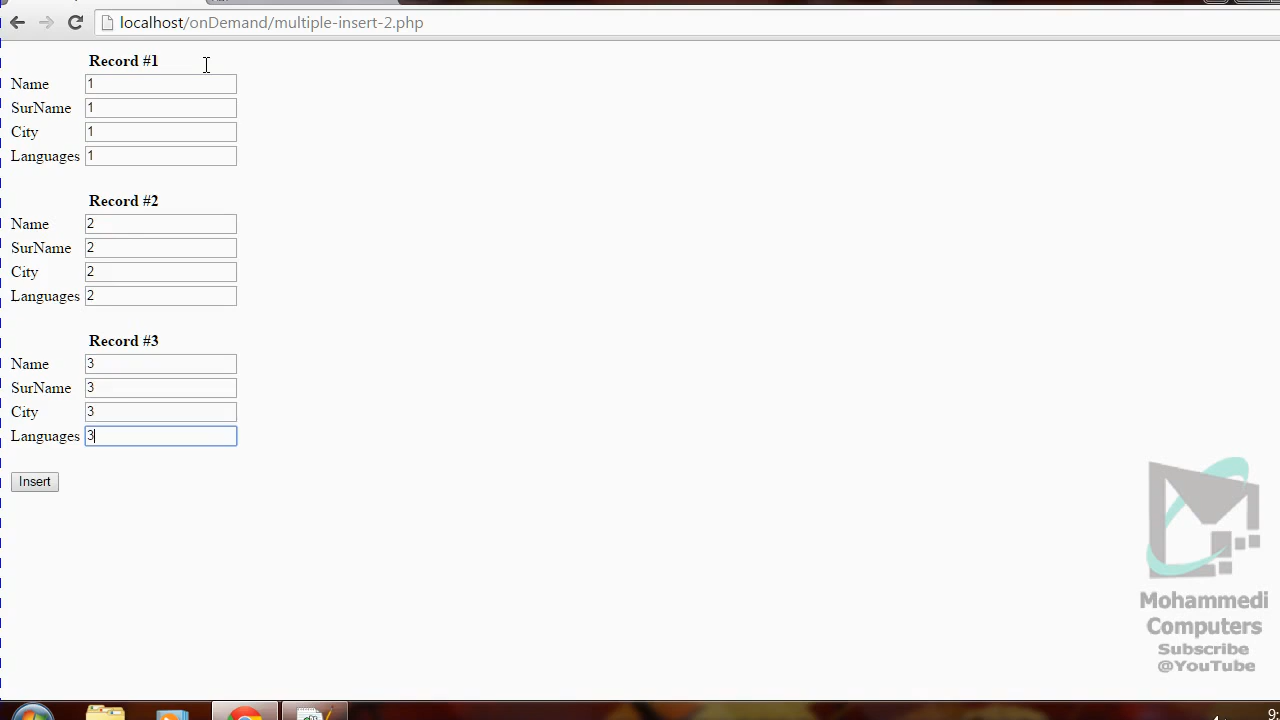 localhost/onDemand/multiple-insert-2.php
Record #1
Name 1
SurName 1
City 1
Languages 1
Record #2
Name 2
SurName 2
City 2
Languages 2
Record #3
Name 3
SurName 3
City 3
Languages 3
Insert
Mohammedi
Computers
Subscribe
@YouTube